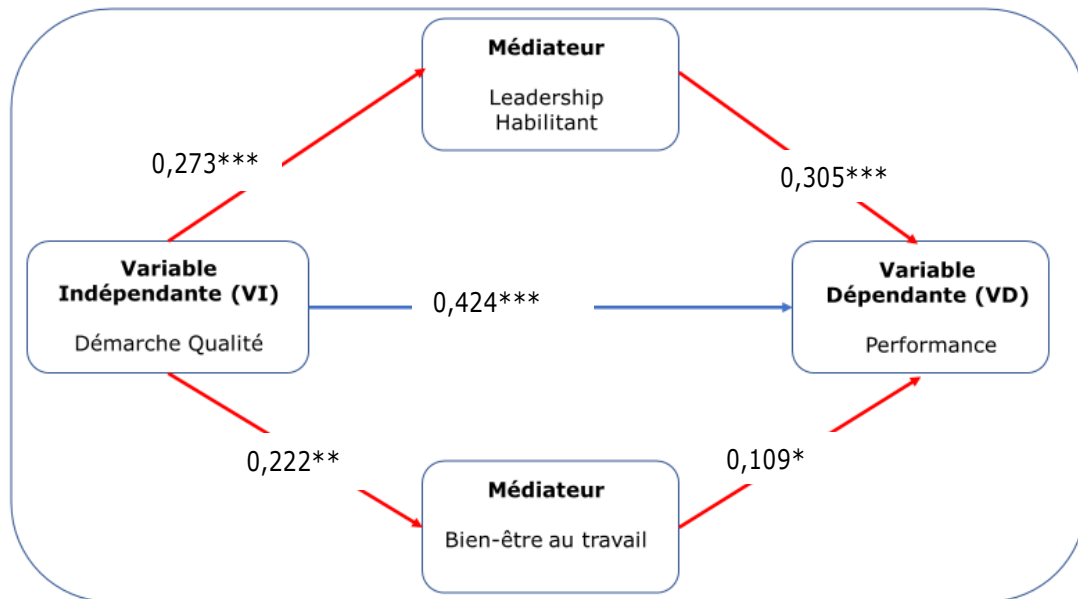 Médiateur
Leadership
Habilitant
0,273***
0,305***
Variable
Indépendante (VI)
Démarche Qualité
0,424***
Variable
Dépendante (VD)
Performance
0,222**
0,109*
Médiateur
Bien-être au travail